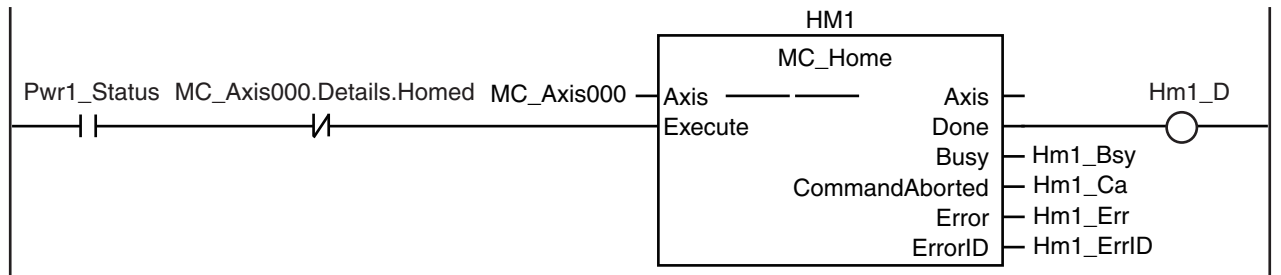 HM1
MC_Home
Pwr1_Status MC_Axis000.Details.Homed MC_Axis000 Axis Axis Hm1_D
Execute Done
Busy Hm1_Bsy
CommandAborted Hm1_Ca
Error Hm1_Err
ErrorID Hm1_ErrID